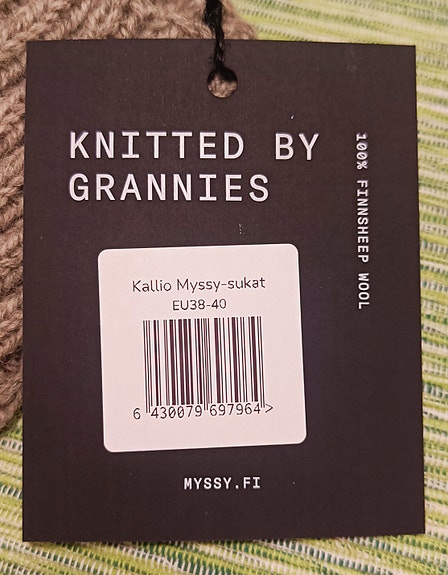 KNITTED BY
GRANNIES
100% FINNSHEEP WOOL
Kallio Myssy-sukat
EU38-40
6 430079 697964 >
MYSSY.FI